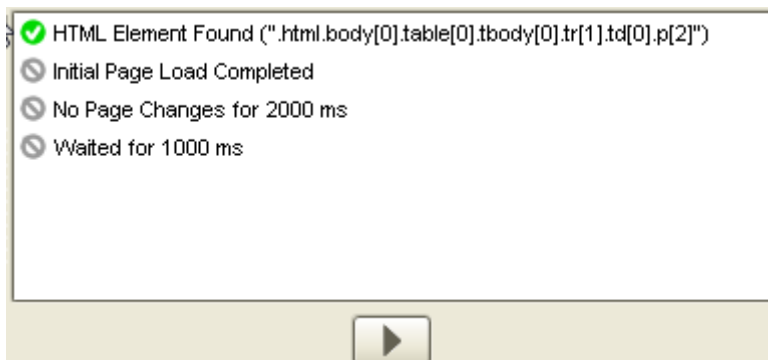 HTML Element Found (".html.body[0].table[0].tbody[0].tr[1].td[0].p[2]")
Initial Page Load Completed
No Page Changes for 2000 ms
Waited for 1000 ms